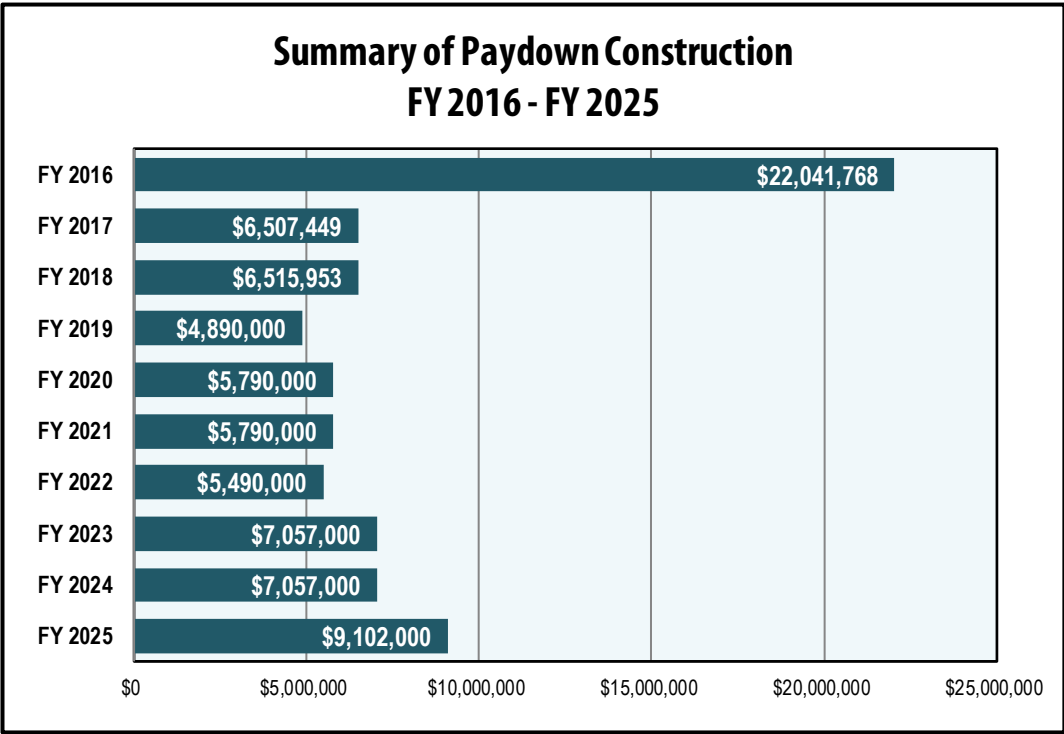 Summary of Paydown Construction
FY 2016 - FY 2025
FY 2016 $22,041,768
FY 2017 $6,507,449
FY 2018 $6,515,953
FY 2019 $4,890,000
FY 2020 $5,790,000
FY 2021 $5,790,000
FY 2022 $5,490,000
FY 2023 $7,057,000
FY 2024 $7,057,000
FY 2025 $9,102,000
$0 $5,000,000 $10,000,000 $15,000,000 $20,000,000 $25,000,000